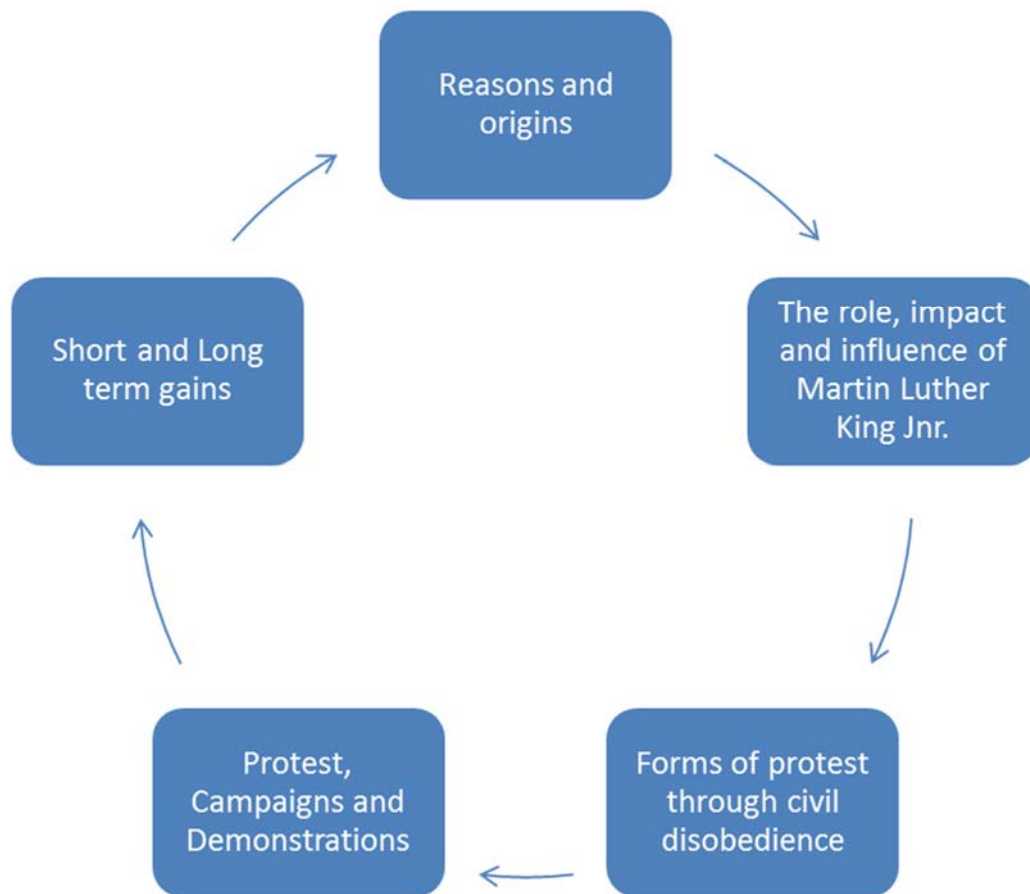 Reasons and
origins
The role, impact
and influence of
Martin Luther
King Jnr.
Forms of protest
through civil
disobedience
Protest,
Campaigns and
Demonstrations
Short and Long
term gains